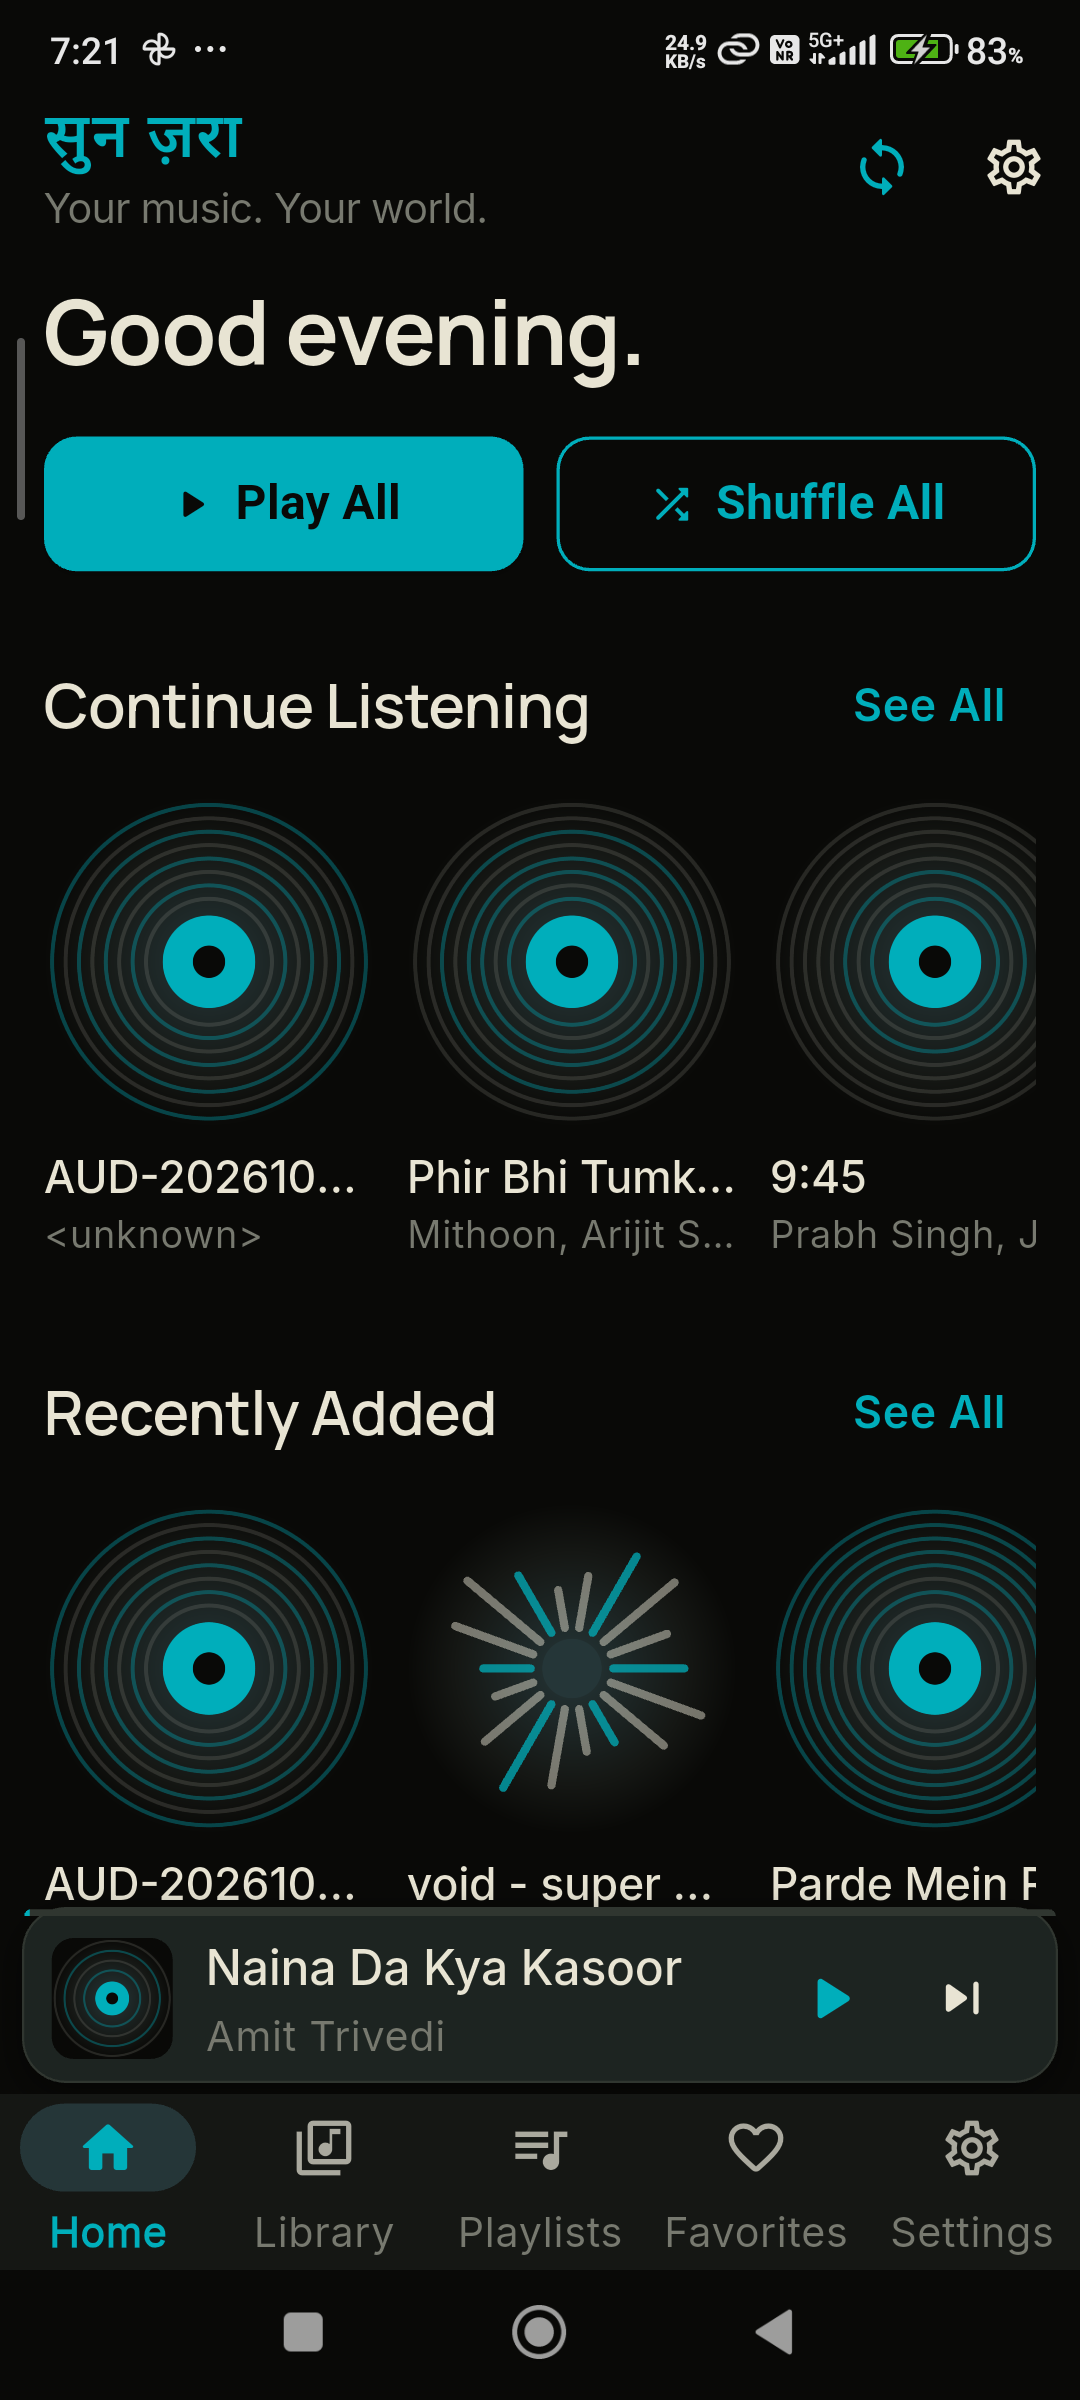 7:21
24.9 KB/s
Vo NR
5G+
83%
सुन ज़रा
Your music. Your world.
Good evening.
Play All
Shuffle All
Continue Listening
See All
AUD-202610...
Phir Bhi Tumk...
9:45
<unknown>
Mithoon, Arijit S...
Prabh Singh, J
Recently Added
See All
AUD-202610...
void - super ...
Parde Mein
Naina Da Kya Kasoor
Amit Trivedi
Home
Library
Playlists
Favorites
Settings